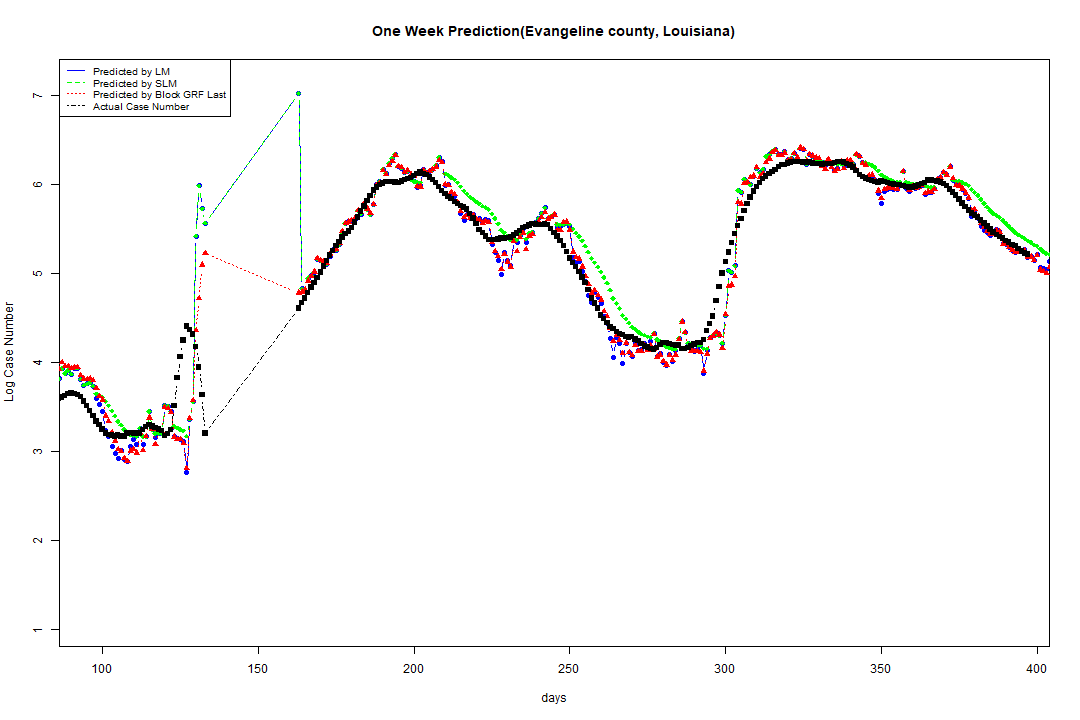 One Week Prediction(Evangeline county, Louisiana)
Predicted by LM
Predicted by SLM
Predicted by Block GRF Last
Actual Case Number
Log Case Number
7
6
5
4
3
2
1
100 150 200 250 300 350 400
days